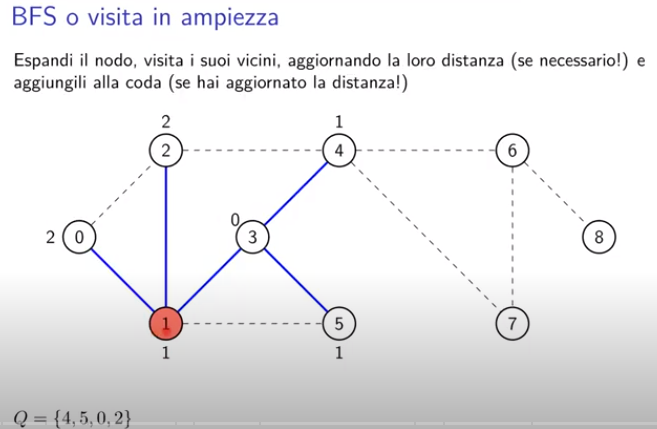 BFS o visita in ampiezza
Espandi il nodo, visita i suoi vicini, aggiornando la loro distanza (se necessario!) e
aggiungili alla coda (se hai aggiornato la distanza!)
2 1
2 4 6
0
2 0 3 8
1 5 7
1 1
Q = {4, 5, 0, 2}